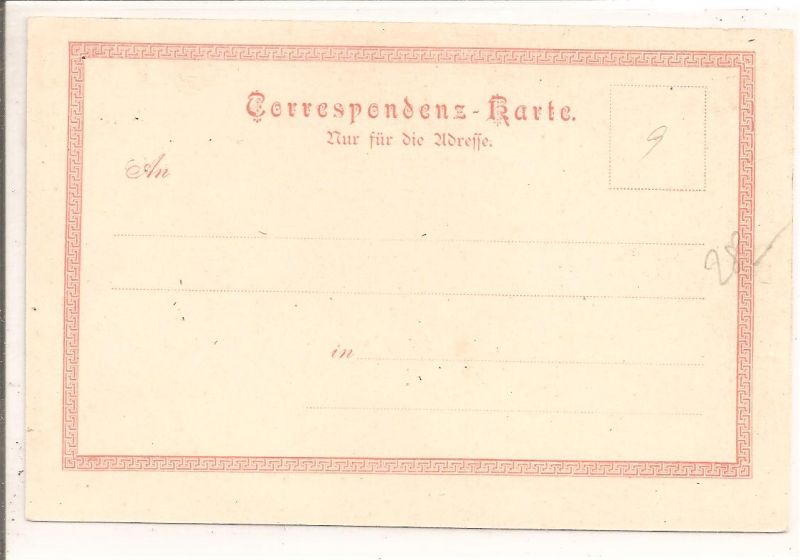 Correspondenz-Karte.
Nur für die Adresse.
9
An
28
in